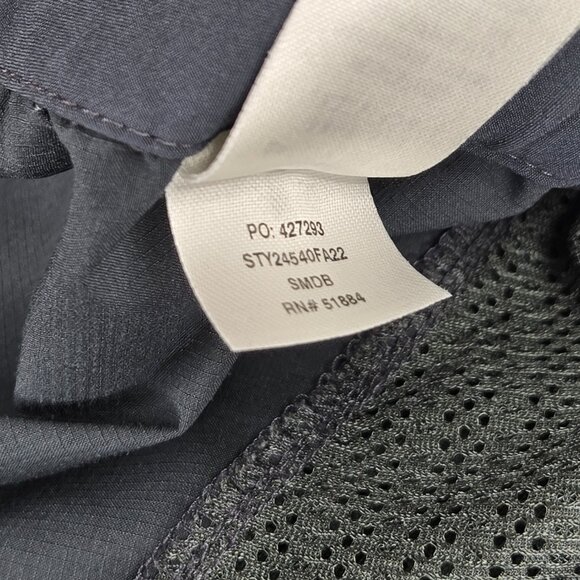 PO: 427293
STY24540FA22
SMDB
RN# 51884